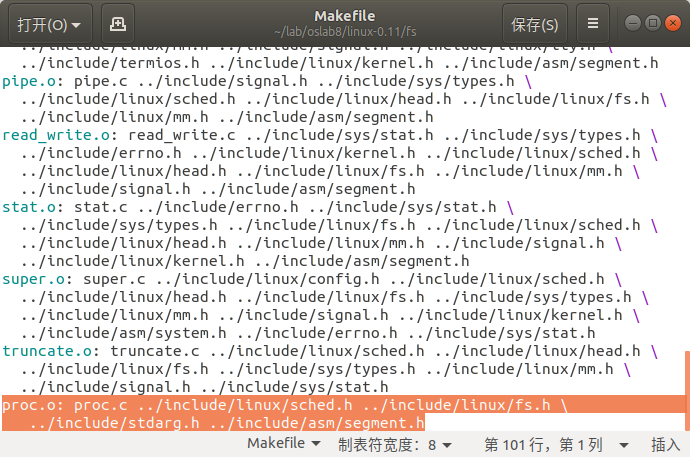 打开(O)
Makefile
~/lab/oslab8/linux-0.11/fs
保存(S)
../include/linux/mm.h ../include/signal.h ../include/linux/tty.h \
../include/termios.h ../include/linux/kernel.h ../include/asm/segment.h
pipe.o: pipe.c ../include/signal.h ../include/sys/types.h \
../include/linux/sched.h ../include/linux/head.h ../include/linux/fs.h \
../include/linux/mm.h ../include/asm/segment.h
read_write.o: read_write.c ../include/sys/stat.h ../include/sys/types.h \
../include/errno.h ../include/linux/kernel.h ../include/linux/sched.h \
../include/linux/head.h ../include/linux/fs.h ../include/linux/mm.h \
../include/signal.h ../include/asm/segment.h
stat.o: stat.c ../include/errno.h ../include/sys/stat.h \
../include/sys/types.h ../include/linux/fs.h ../include/linux/sched.h \
../include/linux/head.h ../include/linux/mm.h ../include/signal.h \
../include/linux/kernel.h ../include/asm/segment.h
super.o: super.c ../include/linux/config.h ../include/linux/sched.h \
../include/linux/head.h ../include/linux/fs.h ../include/sys/types.h \
../include/linux/mm.h ../include/signal.h ../include/linux/kernel.h \
../include/asm/system.h ../include/errno.h ../include/sys/stat.h
truncate.o: truncate.c ../include/linux/sched.h ../include/linux/head.h \
../include/linux/fs.h ../include/sys/types.h ../include/linux/mm.h \
../include/signal.h ../include/sys/stat.h
proc.o: proc.c ../include/linux/sched.h ../include/linux/fs.h \
../include/stdarg.h ../include/asm/segment.h
Makefile 制表符宽度：8 第 101 行，第 1 列 插入